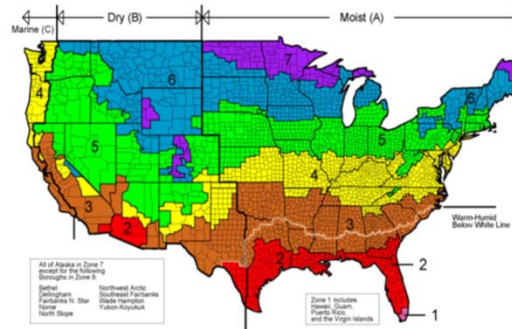 Dry (B)
Moist (A)
Marine (C)
7
6
6
4
5
5
4
3
3
2
2
2
1
Warm-Humid
Below White Line
All of Alaska in Zone 7
except for the following
Boroughs in Zone 8
Bethel Northwest Arctic
Dellingham Southeast Fairbanks
Fairbanks N. Star Wade Hampton
Nome Yukon-Koyukuk
North Slope
Zone 1 includes
Hawaii, Guam,
Puerto Rico,
and the Virgin Islands